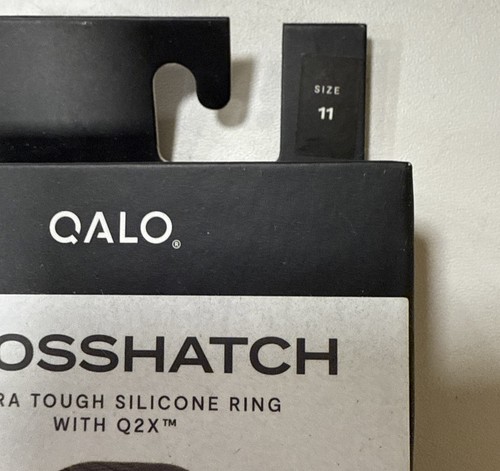 SIZE
11
QALO®
OSSHATCH
RA TOUGH SILICONE RING
WITH Q2X™